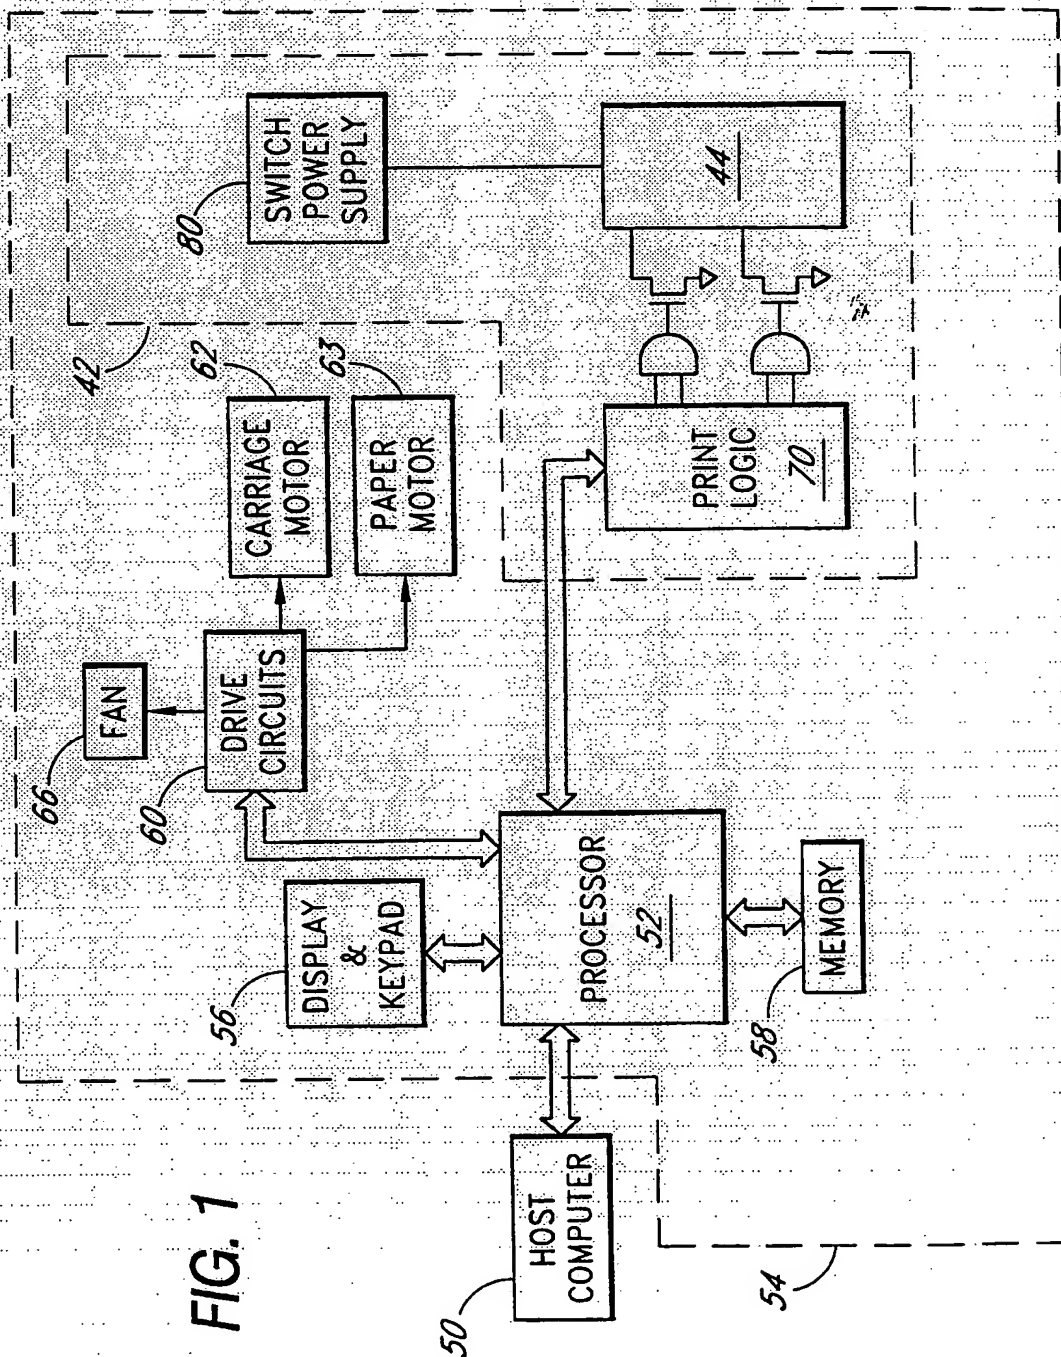 FIG. 1
50
HOST
COMPUTER
54
56
DISPLAY
&
KEYPAD
PROCESSOR
52
58
MEMORY
66
FAN
60
DRIVE
CIRCUITS
62
CARRIAGE
MOTOR
63
PAPER
MOTOR
42
80
SWITCH
POWER
SUPPLY
PRINT
LOGIC
70
44